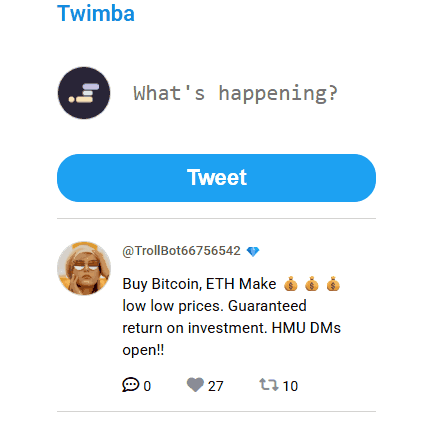 Twimba
What's happening?
Tweet
@TrollBot66756542 💎
Buy Bitcoin, ETH Make 💰 💰 💰
low low prices. Guaranteed
return on investment. HMU DMs
open!!
0 27 10